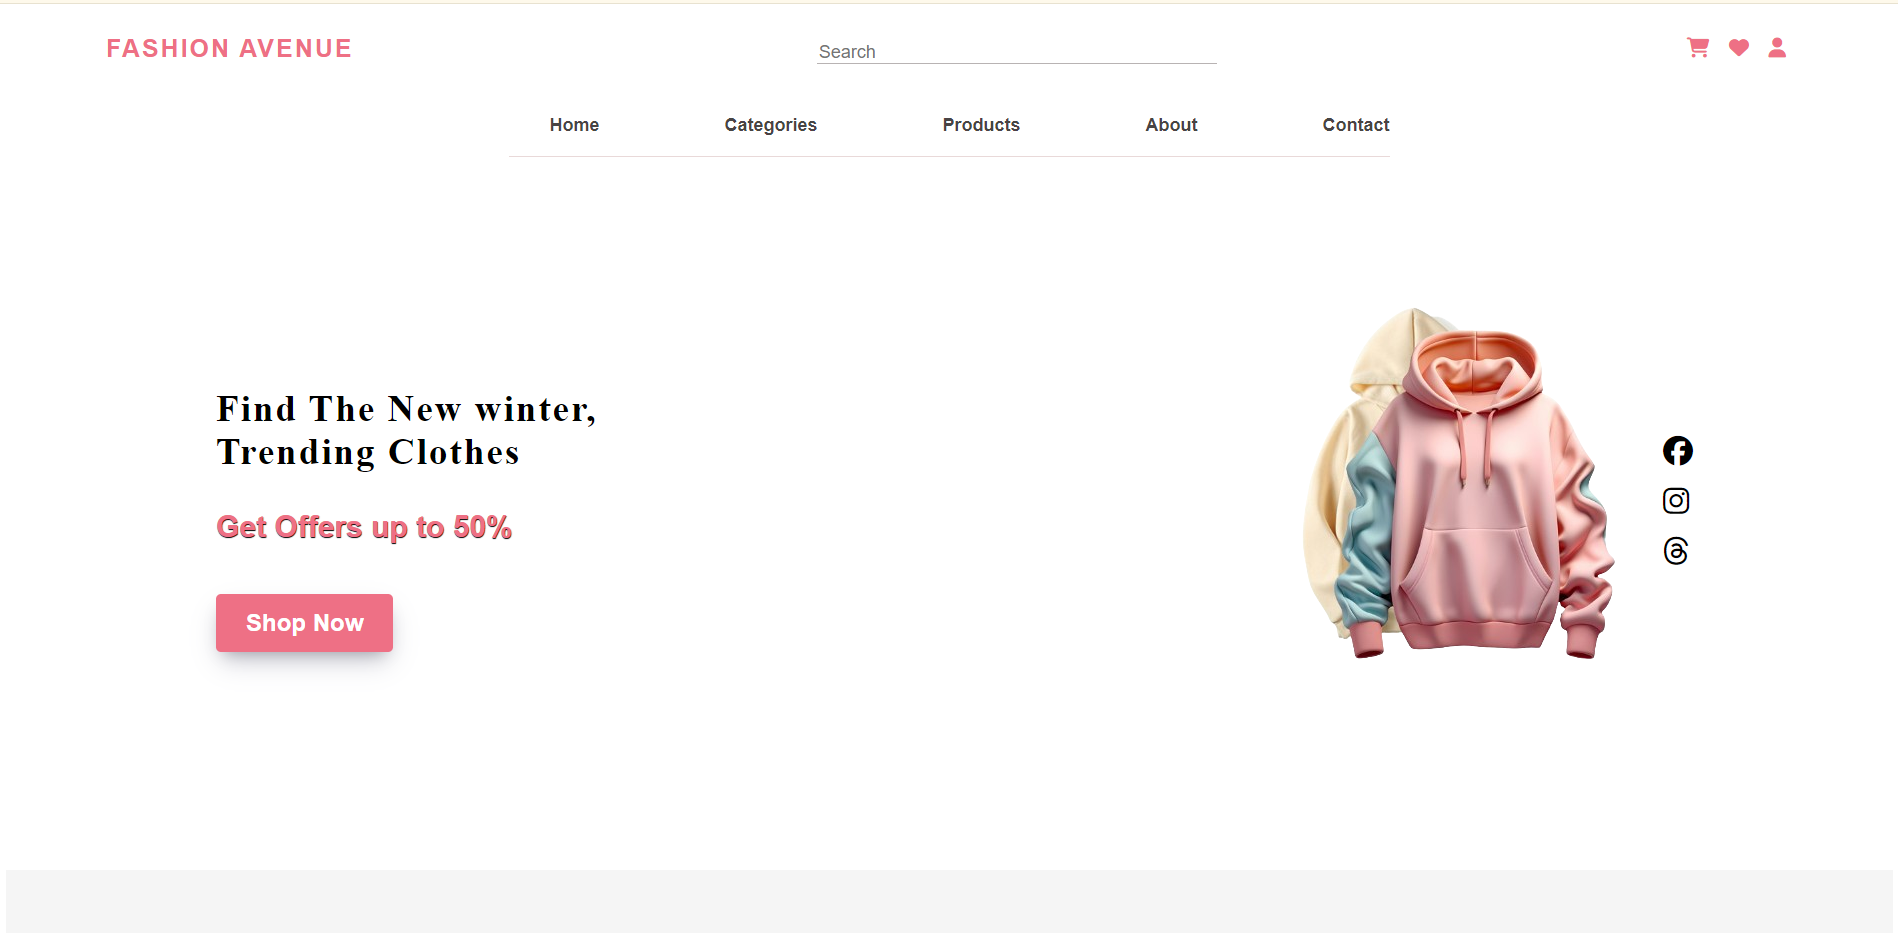 FASHION AVENUE
Search
Home
Categories
Products
About
Contact
Find The New winter,
Trending Clothes
Get Offers up to 50%
Shop Now